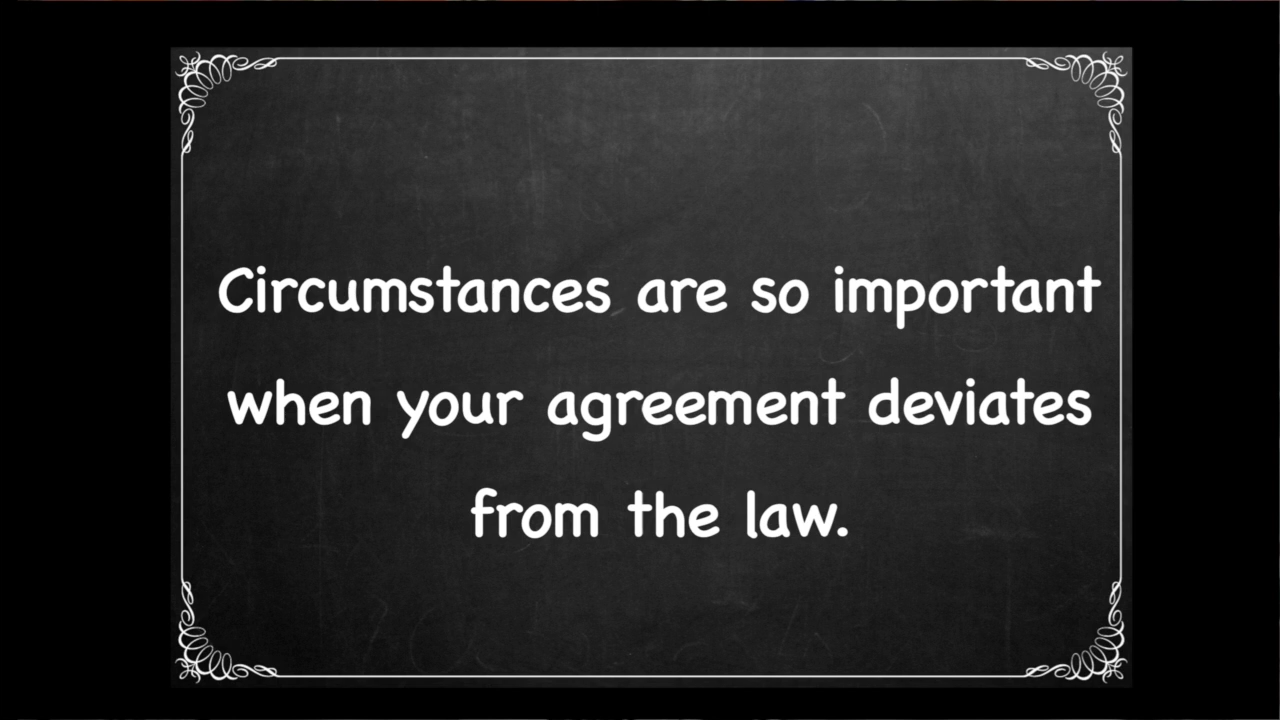 Circumstances are so important
when your agreement deviates
from the law.